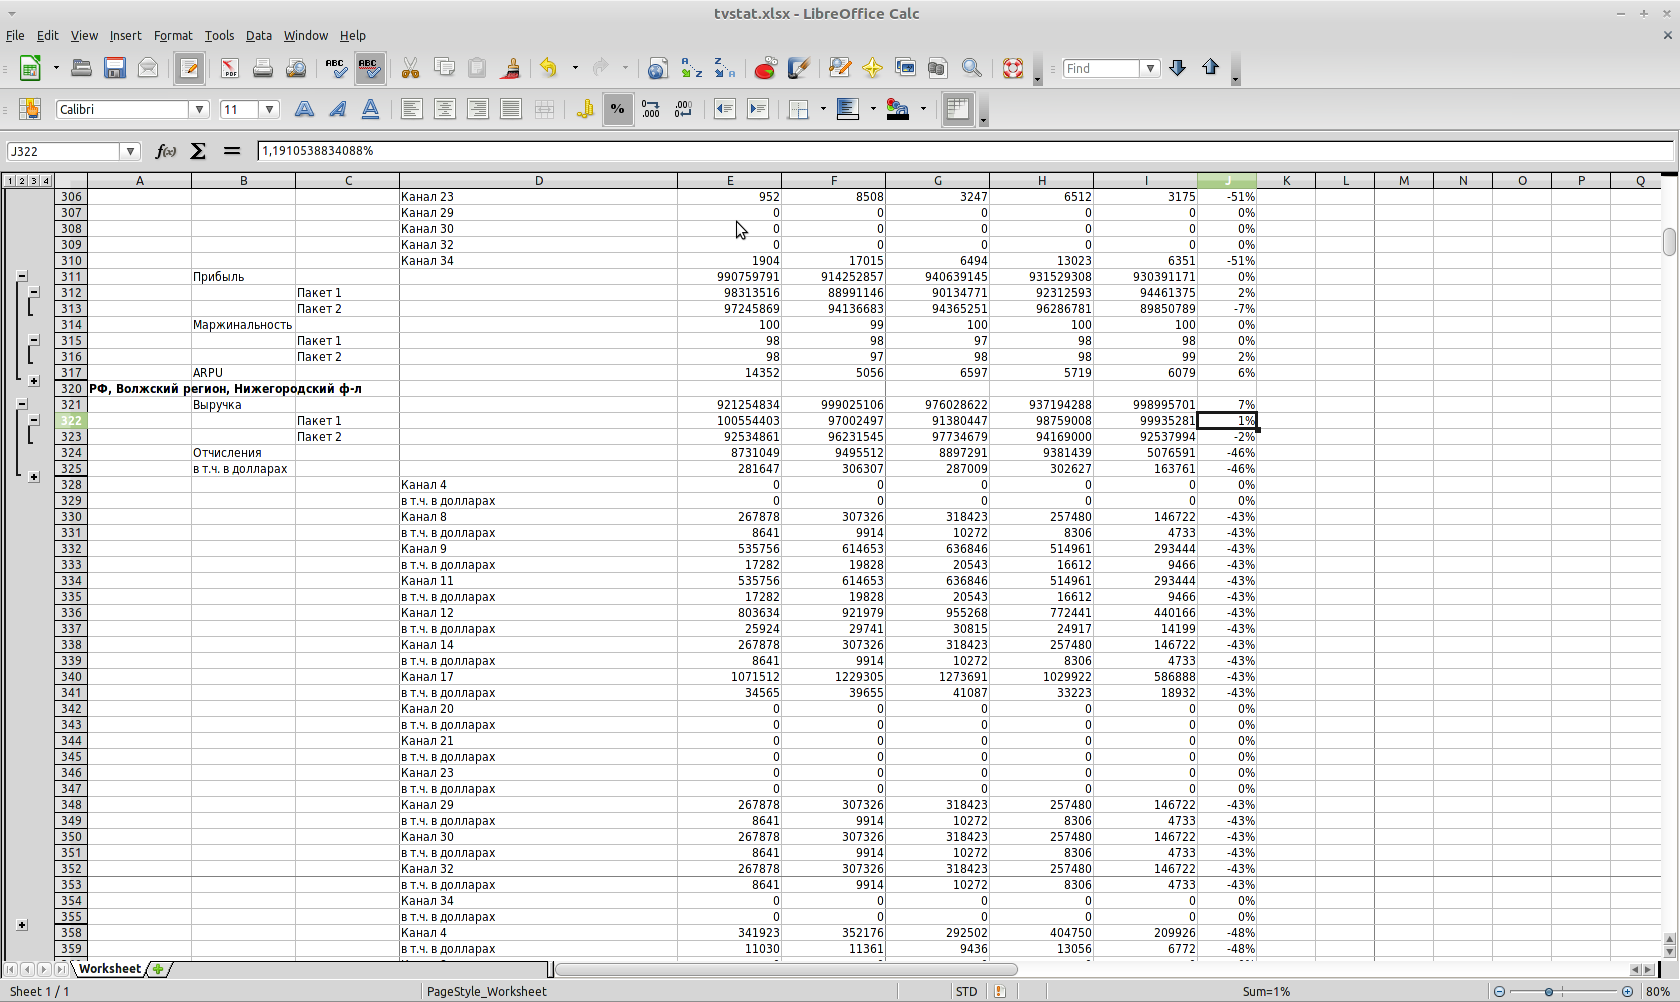 tvstat.xlsx - LibreOffice Calc
File Edit View Insert Format Tools Data Window Help
Find
Calibri 11
J322 f(x) Σ = 1,1910538834088%
1 2 3 4 A B C D E F G H I J K L M N O P Q
306 Канал 23 952 8508 3247 6512 3175 -51%
307 Канал 29 0 0 0 0 0 0%
308 Канал 30 0 0 0 0 0 0%
309 Канал 32 0 0 0 0 0 0%
310 Канал 34 1904 17015 6494 13023 6351 -51%
311 Прибыль 990759791 914252857 940639145 931529308 930391171 0%
312 Пакет 1 98313516 88991146 90134771 92312593 94461375 2%
313 Пакет 2 97245869 94136683 94365251 96286781 89850789 -7%
314 Маржинальность 100 99 100 100 100 0%
315 Пакет 1 98 98 97 98 98 0%
316 Пакет 2 98 97 98 98 99 2%
317 ARPU 14352 5056 6597 5719 6079 6%
320 РФ, Волжский регион, Нижегородский ф-л
321 Выручка 921254834 999025106 976028622 937194288 998995701 7%
322 Пакет 1 100554403 97002497 91380447 98759008 99935281 1%
323 Пакет 2 92534861 96231545 97734679 94169000 92537994 -2%
324 Отчисления 8731049 9495512 8897291 9381439 5076591 -46%
325 в т.ч. в долларах 281647 306307 287009 302627 163761 -46%
328 Канал 4 0 0 0 0 0 0%
329 в т.ч. в долларах 0 0 0 0 0 0%
330 Канал 8 267878 307326 318423 257480 146722 -43%
331 в т.ч. в долларах 8641 9914 10272 8306 4733 -43%
332 Канал 9 535756 614653 636846 514961 293444 -43%
333 в т.ч. в долларах 17282 19828 20543 16612 9466 -43%
334 Канал 11 535756 614653 636846 514961 293444 -43%
335 в т.ч. в долларах 17282 19828 20543 16612 9466 -43%
336 Канал 12 803634 921979 955268 772441 440166 -43%
337 в т.ч. в долларах 25924 29741 30815 24917 14199 -43%
338 Канал 14 267878 307326 318423 257480 146722 -43%
339 в т.ч. в долларах 8641 9914 10272 8306 4733 -43%
340 Канал 17 1071512 1229305 1273691 1029922 586888 -43%
341 в т.ч. в долларах 34565 39655 41087 33223 18932 -43%
342 Канал 20 0 0 0 0 0 0%
343 в т.ч. в долларах 0 0 0 0 0 0%
344 Канал 21 0 0 0 0 0 0%
345 в т.ч. в долларах 0 0 0 0 0 0%
346 Канал 23 0 0 0 0 0 0%
347 в т.ч. в долларах 0 0 0 0 0 0%
348 Канал 29 267878 307326 318423 257480 146722 -43%
349 в т.ч. в долларах 8641 9914 10272 8306 4733 -43%
350 Канал 30 267878 307326 318423 257480 146722 -43%
351 в т.ч. в долларах 8641 9914 10272 8306 4733 -43%
352 Канал 32 267878 307326 318423 257480 146722 -43%
353 в т.ч. в долларах 8641 9914 10272 8306 4733 -43%
354 Канал 34 0 0 0 0 0 0%
355 в т.ч. в долларах 0 0 0 0 0 0%
358 Канал 4 341923 352176 292502 404750 209926 -48%
359 в т.ч. в долларах 11030 11361 9436 13056 6772 -48%
Worksheet
Sheet 1 / 1 PageStyle_Worksheet STD Sum=1% 80%